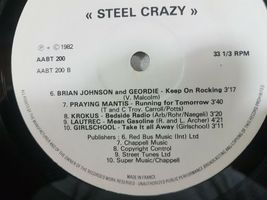 « STEEL CRAZY »
℗ + © 1982
AABT 200
AABT 200 B
33 1/3 RPM
6. BRIAN JOHNSON and GEORDIE - Keep On Rocking 3'17
(V. Malcolm)
7. PRAYING MANTIS - Running for Tomorrow 3'40
(T and C Troy, Carroll/Potts)
8. KROKUS - Bedside Radio (Arb/Rohr/Naegeli) 3'20
9. LAUTREC - Mean Gasoline (R. and L. Archer) 3'21
10. GIRLSCHOOL - Take It all Away (Girlschool) 3'11
Publishers : 6. Red Bus Music (Int) Ltd
7. Chappell Music
8. Copyright Control
9. Street Tunes Ltd
10. Super Music/Chappell
MADE IN FRANCE